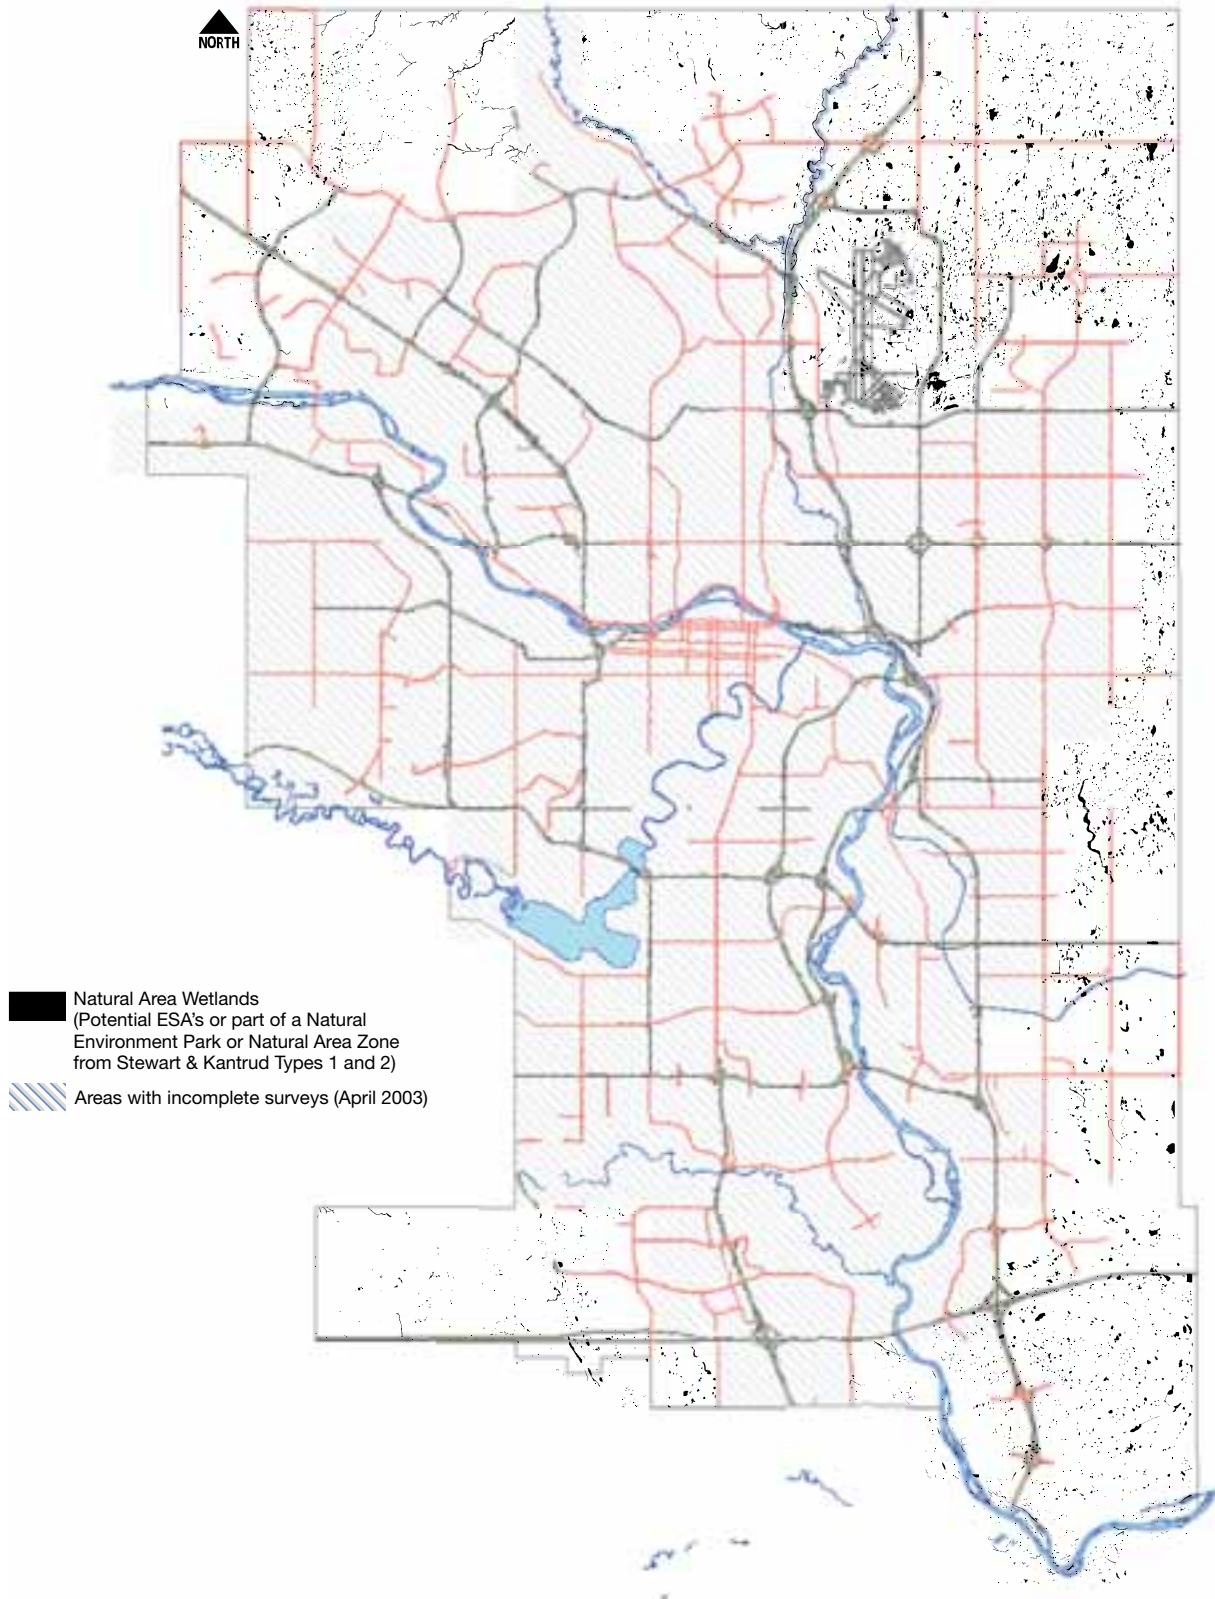 NORTH
Natural Area Wetlands
(Potential ESA's or part of a Natural
Environment Park or Natural Area Zone
from Stewart & Kantrud Types 1 and 2)
Areas with incomplete surveys (April 2003)